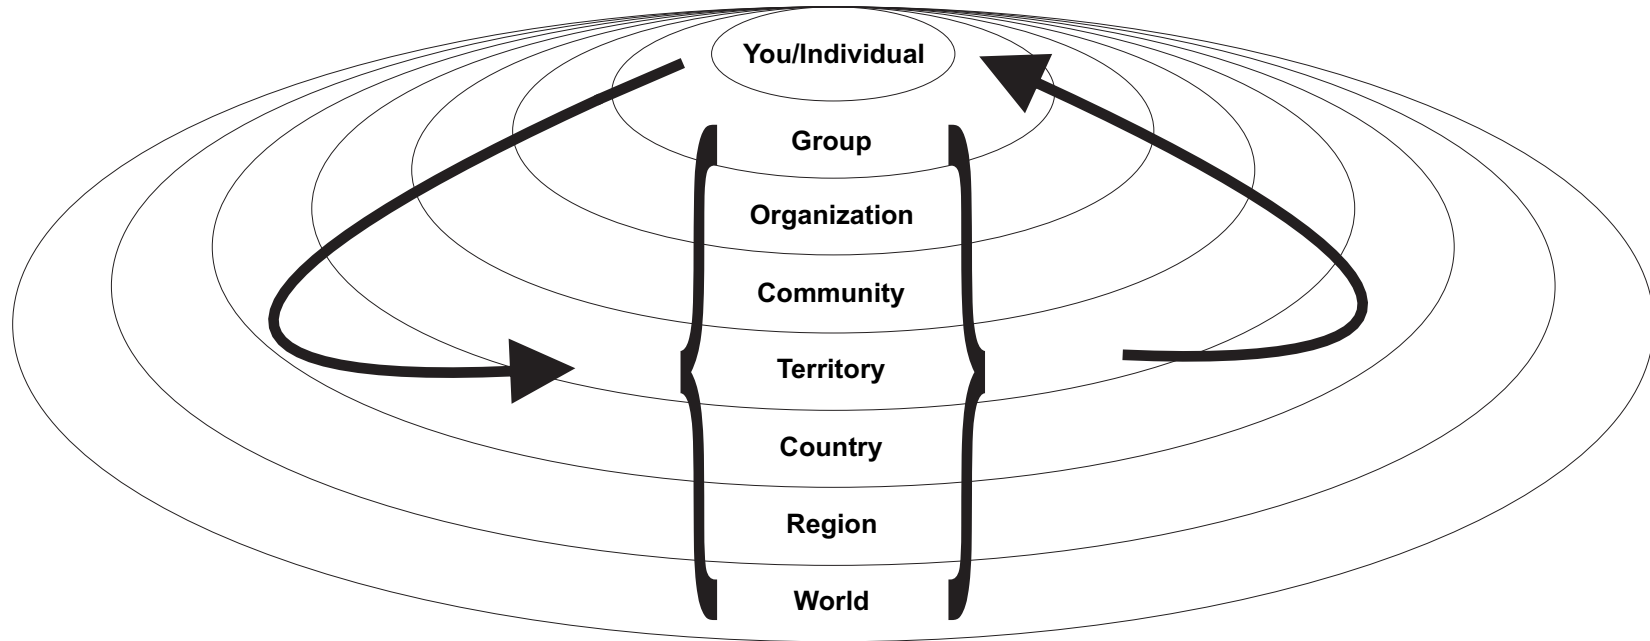 You/Individual
Group
Organization
Community
Territory
Country
Region
World